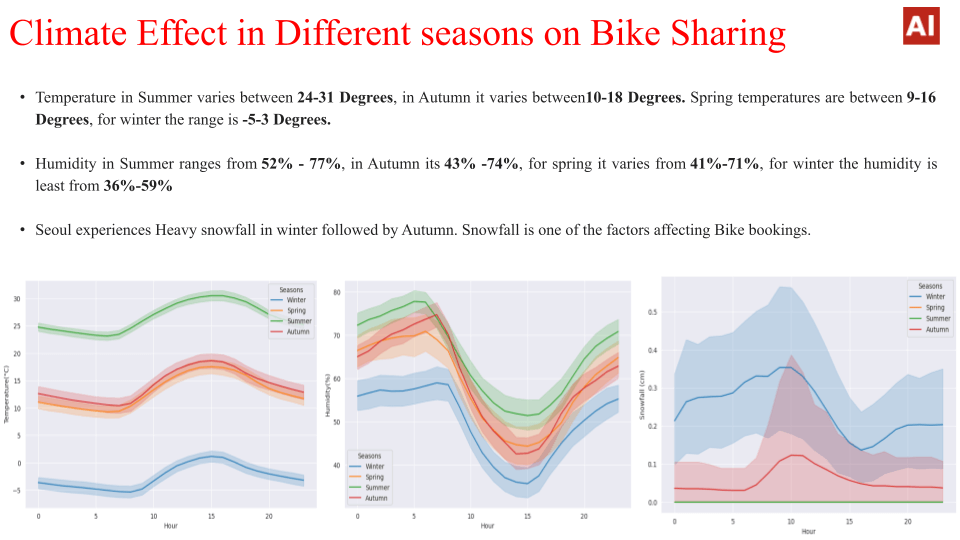 Climate Effect in Different seasons on Bike Sharing
AI
• Temperature in Summer varies between 24-31 Degrees, in Autumn it varies between10-18 Degrees. Spring temperatures are between 9-16
Degrees, for winter the range is -5-3 Degrees.
• Humidity in Summer ranges from 52% - 77%, in Autumn its 43% -74%, for spring it varies from 41%-71%, for winter the humidity is
least from 36%-59%
• Seoul experiences Heavy snowfall in winter followed by Autumn. Snowfall is one of the factors affecting Bike bookings.
Temperature(°C)
30
25
20
15
10
5
0
−5
0 5 10 15 20
Hour
Seasons
Winter
Spring
Summer
Autumn
Humidity(%)
80
70
60
50
40
0 5 10 15 20
Hour
Seasons
Winter
Spring
Summer
Autumn
Snowfall (cm)
0.5
0.4
0.3
0.2
0.1
0.0
0 5 10 15 20
Hour
Seasons
Winter
Spring
Summer
Autumn